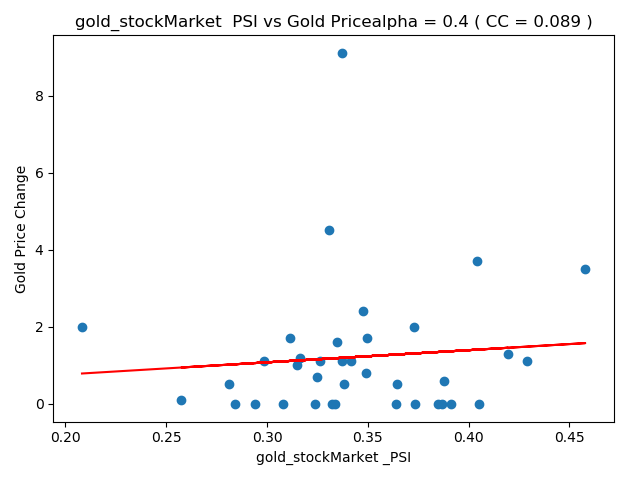 gold_stockMarket  PSI vs Gold Pricealpha = 0.4 ( CC = 0.089 )
Gold Price Change
8
6
4
2
0
0.20 0.25 0.30 0.35 0.40 0.45
gold_stockMarket _PSI